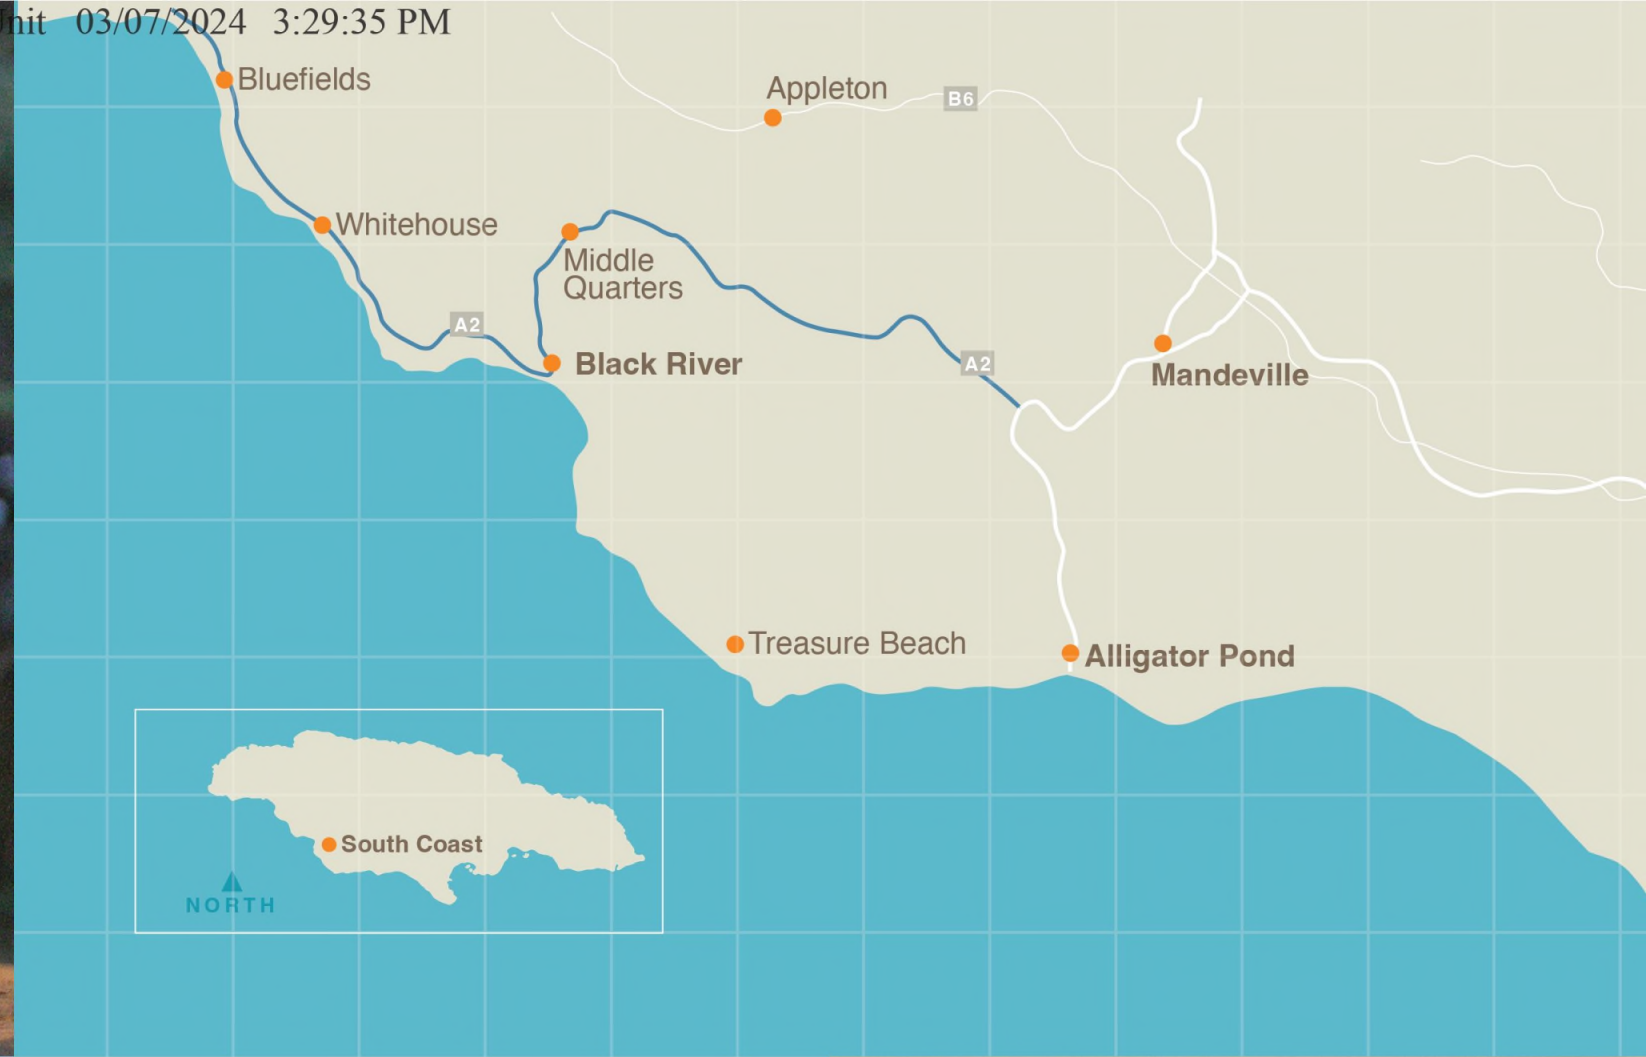 03/07/2024 3:29:35 PM
Bluefields
Appleton
B6
Whitehouse
Middle
Quarters
A2
Black River
A2
Mandeville
Treasure Beach
Alligator Pond
South Coast
NORTH